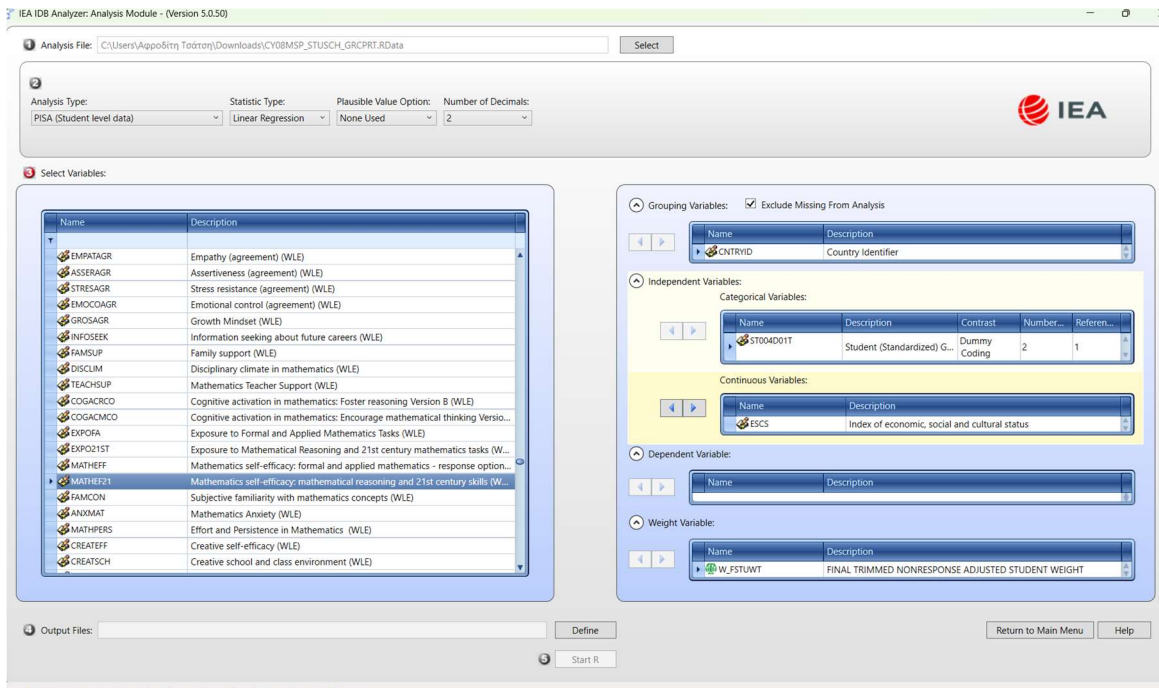 IEA IDB Analyzer: Analysis Module - (Version 5.0.50)
1 Analysis File: C:\Users\Αφροδίτη Τσάτση\Downloads\CY08MSP_STUSCH_GRCPRT.RData Select
2
Analysis Type: Statistic Type: Plausible Value Option: Number of Decimals:
PISA (Student level data) Linear Regression None Used 2
IEA
3 Select Variables:
Name Description
EMPATAGR Empathy (agreement) (WLE)
ASSERAGR Assertiveness (agreement) (WLE)
STRESAGR Stress resistance (agreement) (WLE)
EMOCOAGR Emotional control (agreement) (WLE)
GROSAGR Growth Mindset (WLE)
INFOSEEK Information seeking about future careers (WLE)
FAMSUP Family support (WLE)
DISCLIM Disciplinary climate in mathematics (WLE)
TEACHSUP Mathematics Teacher Support (WLE)
COGACRCO Cognitive activation in mathematics: Foster reasoning Version B (WLE)
COGACMCO Cognitive activation in mathematics: Encourage mathematical thinking Versio...
EXPOFA Exposure to Formal and Applied Mathematics Tasks (WLE)
EXPO21ST Exposure to Mathematical Reasoning and 21st century mathematics tasks (W...
MATHEFF Mathematics self-efficacy: formal and applied mathematics - response option...
MATHEF21 Mathematics self-efficacy: mathematical reasoning and 21st century skills (W...
FAMCON Subjective familiarity with mathematics concepts (WLE)
ANXMAT Mathematics Anxiety (WLE)
MATHPERS Effort and Persistence in Mathematics (WLE)
CREATEFF Creative self-efficacy (WLE)
CREATSCH Creative school and class environment (WLE)
Grouping Variables: Exclude Missing From Analysis
Name Description
CNTRYID Country Identifier
Independent Variables:
Categorical Variables:
Name Description Contrast Number... Referen...
ST004D01T Student (Standardized) G... Dummy Coding 2 1
Continuous Variables:
Name Description
ESCS Index of economic, social and cultural status
Dependent Variable:
Name Description
Weight Variable:
Name Description
W_FSTUWT FINAL TRIMMED NONRESPONSE ADJUSTED STUDENT WEIGHT
4 Output Files: Define
Return to Main Menu Help
5 Start R